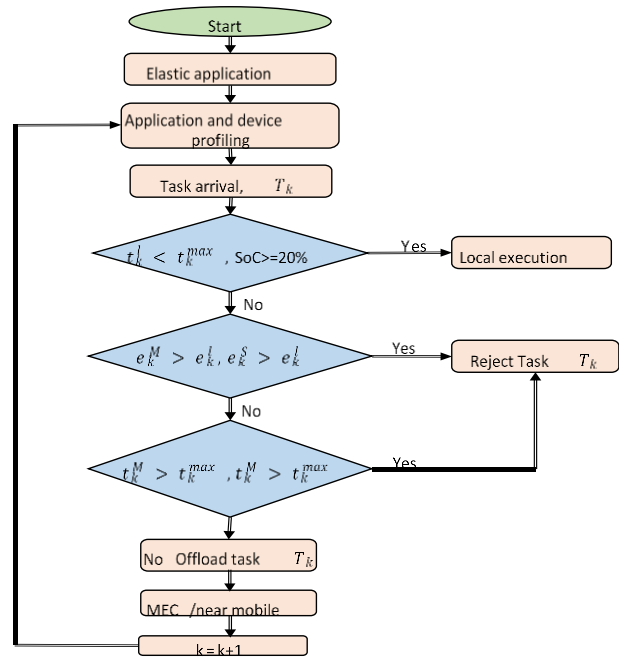 Start
Elastic application
Application and device
profiling
Task arrival, T_k
t_k^l < t_k^max , SoC>=20%
Yes
Local execution
No
e_k^M > e_k^l, e_k^S > e_k^l
Yes
Reject Task T_k
No
t_k^M > t_k^max , t_k^M > t_k^max
Yes
No Offload task T_k
MEC /near mobile
k=k+1